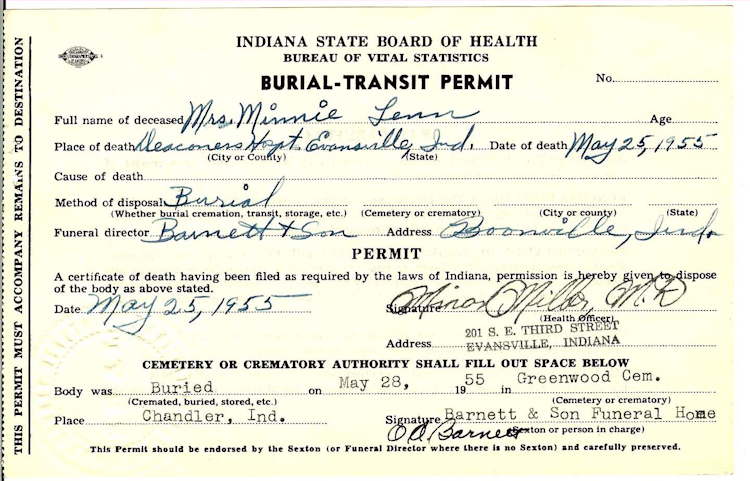 THIS PERMIT MUST ACCOMPANY REMAINS TO DESTINATION
INDIANA STATE BOARD OF HEALTH
BUREAU OF VITAL STATISTICS
BURIAL-TRANSIT PERMIT
No.
Full name of deceased Mrs. Minnie Lenn Age
Place of death Deaconess Hospt. Evansville, Ind. Date of death May 25, 1955
(City or County) (State)
Cause of death
Method of disposal Burial
(Whether burial cremation, transit, storage, etc.) (Cemetery or crematory) (City or county) (State)
Funeral director Barnett & Son Address Boonville, Ind.
PERMIT
A certificate of death having been filed as required by the laws of Indiana, permission is hereby given to dispose
of the body as above stated.
Date May 25, 1955 Signature Minor Miller, M.D.
(Health Officer)
Address 201 S. E. THIRD STREET
EVANSVILLE, INDIANA
CEMETERY OR CREMATORY AUTHORITY SHALL FILL OUT SPACE BELOW
Body was Buried on May 28, 19 55 in Greenwood Cem.
(Cremated, buried, stored, etc.) (Cemetery or crematory)
Place Chandler, Ind. Signature Barnett & Son Funeral Home
O A Barnett (Sexton or person in charge)
This Permit should be endorsed by the Sexton (or Funeral Director where there is no Sexton) and carefully preserved.